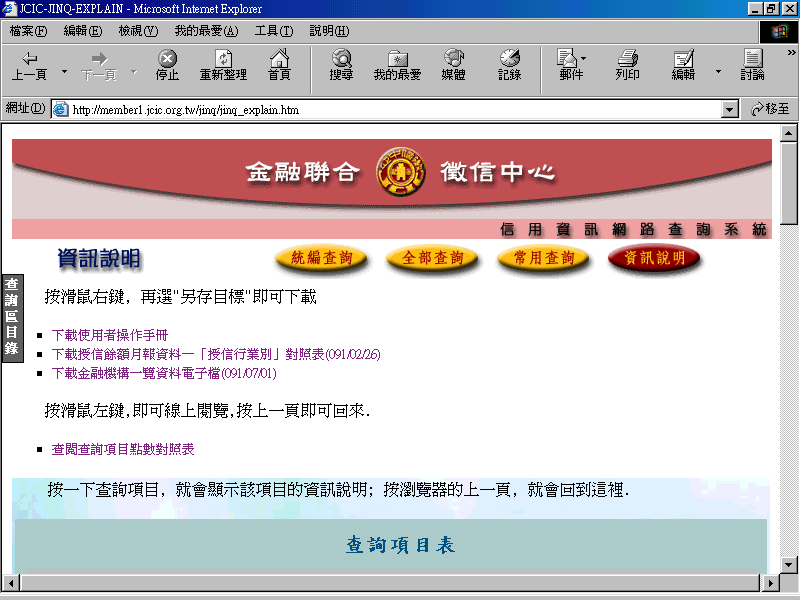 JCIC-JINQ-EXPLAIN - Microsoft Internet Explorer
檔案(F) 編輯(E) 檢視(V) 我的最愛(A) 工具(T) 說明(H)
上一頁 下一頁 停止 重新整理 首頁 搜尋 我的最愛 媒體 記錄 郵件 列印 編輯 討論
網址(D) http://member1.jcic.org.tw/jinq/jinq_explain.htm 移至
金融聯合 徵信中心
信用資訊網路查詢系統
資訊說明 統編查詢 全部查詢 常用查詢 資訊說明
查詢區目錄
按滑鼠右鍵，再選"另存目標"即可下載
下載使用者操作手冊
下載授信餘額月報資料一「授信行業別」對照表(091/02/26)
下載金融機構一覽資料電子檔(091/07/01)
按滑鼠左鍵,即可線上閱覽,按上一頁即可回來.
查閱查詢項目點數對照表
按一下查詢項目，就會顯示該項目的資訊說明；按瀏覽器的上一頁，就會回到這裡.
查詢項目表